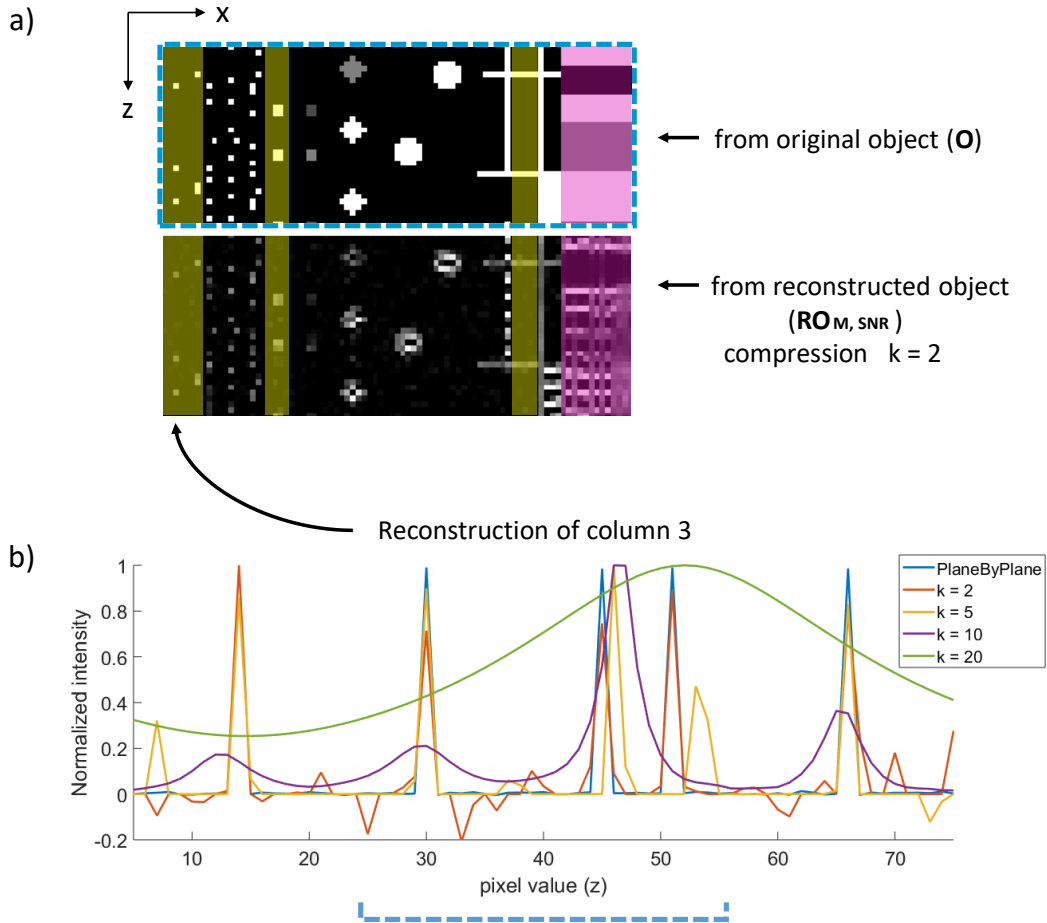 a)
x
z
from original object (O)
from reconstructed object
(ROM, SNR )
compression k = 2
Reconstruction of column 3
b)
Normalized intensity
1
0.8
0.6
0.4
0.2
0
-0.2
10
20
30
40
50
60
70
pixel value (z)
PlaneByPlane
k = 2
k = 5
k = 10
k = 20